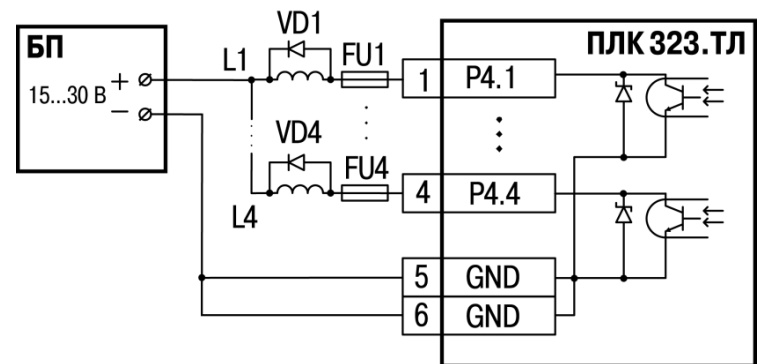 БП
15...30 В
+
−
L1
VD1
FU1
VD4
FU4
L4
ПЛК 323.ТЛ
1 P4.1
4 P4.4
5 GND
6 GND